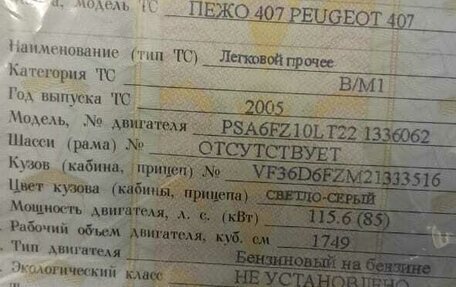 модель ТС ПЕЖО 407 PEUGEOT 407
Наименование (тип ТС) Легковой прочее
Категория ТС B/M1
Год выпуска ТС 2005
Модель, № двигателя PSA6FZ10LT22 1336062
Шасси (рама) № ОТСУТСТВУЕТ
Кузов (кабина, прицеп) № VF36D6FZM21333516
Цвет кузова (кабины, прицепа) СВЕТЛО-СЕРЫЙ
Мощность двигателя, л. с. (кВт) 115.6 (85)
Рабочий объем двигателя, куб. см 1749
Тип двигателя Бензиновый на бензине
Экологический класс НЕ УСТАНОВЛЕНО